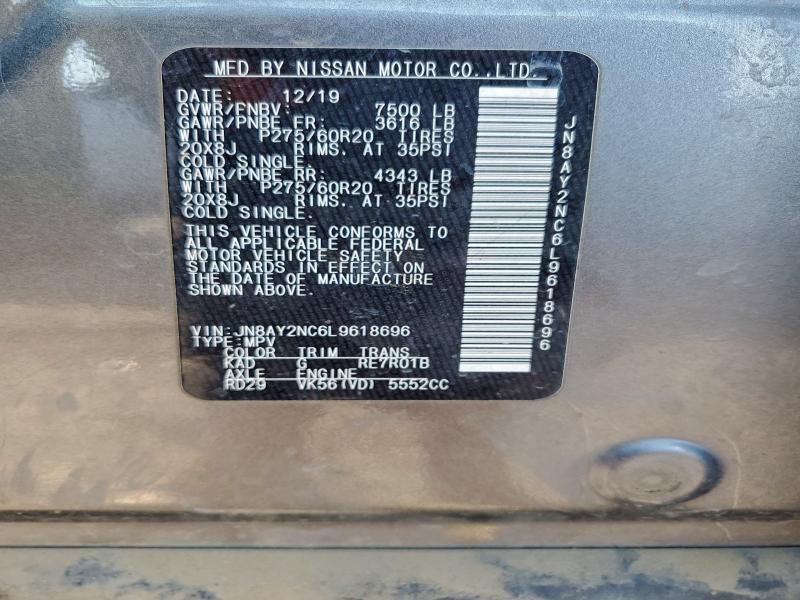 MFD BY NISSAN MOTOR CO.,LTD.
DATE: 12/19
GVWR/PNBV: 7500 LB
GAWR/PNBE FR: 3616 LB
WITH P275/60R20 TIRES
20X8J RIMS. AT 35PSI
COLD SINGLE.
GAWR/PNBE RR: 4343 LB
WITH P275/60R20 TIRES
20X8J RIMS. AT 35PSI
COLD SINGLE.
THIS VEHICLE CONFORMS TO
ALL APPLICABLE FEDERAL
MOTOR VEHICLE SAFETY
STANDARDS IN EFFECT ON
THE DATE OF MANUFACTURE
SHOWN ABOVE.
VIN: JN8AY2NC6L9618696
TYPE: MPV
COLOR TRIM TRANS
KAD G RE7R01B
AXLE ENGINE
RD29 VK56(VD) 5552CC
JN8AY2NC6L9618696